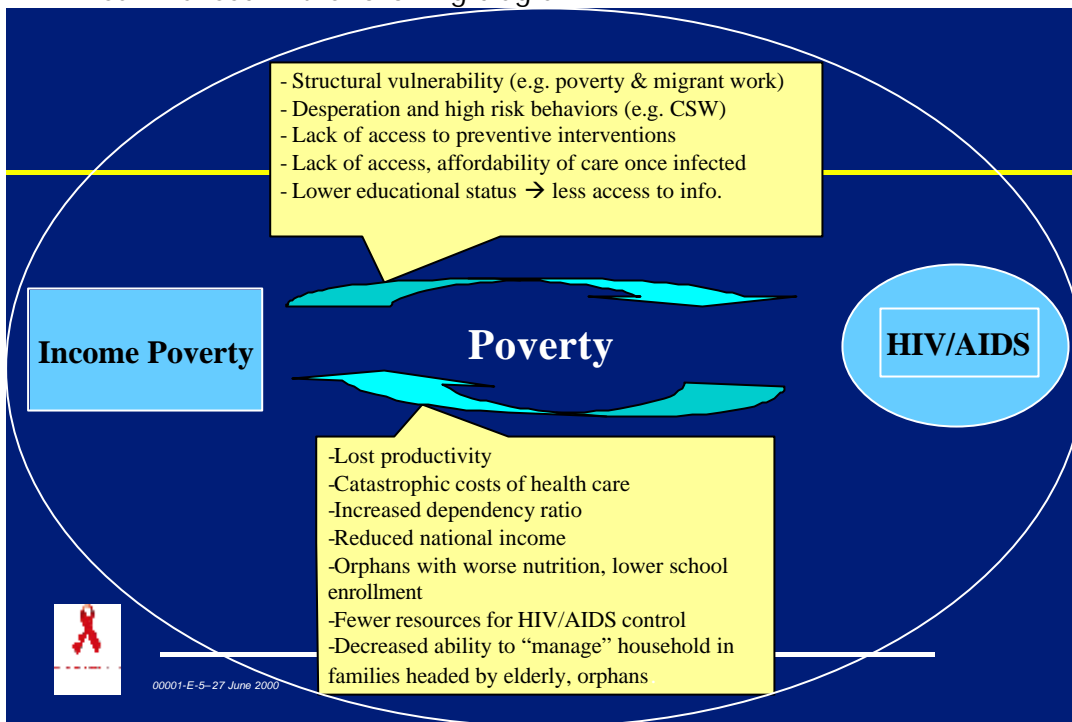 - Structural vulnerability (e.g. poverty & migrant work)
- Desperation and high risk behaviors (e.g. CSW)
- Lack of access to preventive interventions
- Lack of access, affordability of care once infected
- Lower educational status → less access to info.
Income Poverty
Poverty
HIV/AIDS
-Lost productivity
-Catastrophic costs of health care
-Increased dependency ratio
-Reduced national income
-Orphans with worse nutrition, lower school
enrollment
-Fewer resources for HIV/AIDS control
-Decreased ability to “manage” household in
families headed by elderly, orphans
00001-E-5–27 June 2000